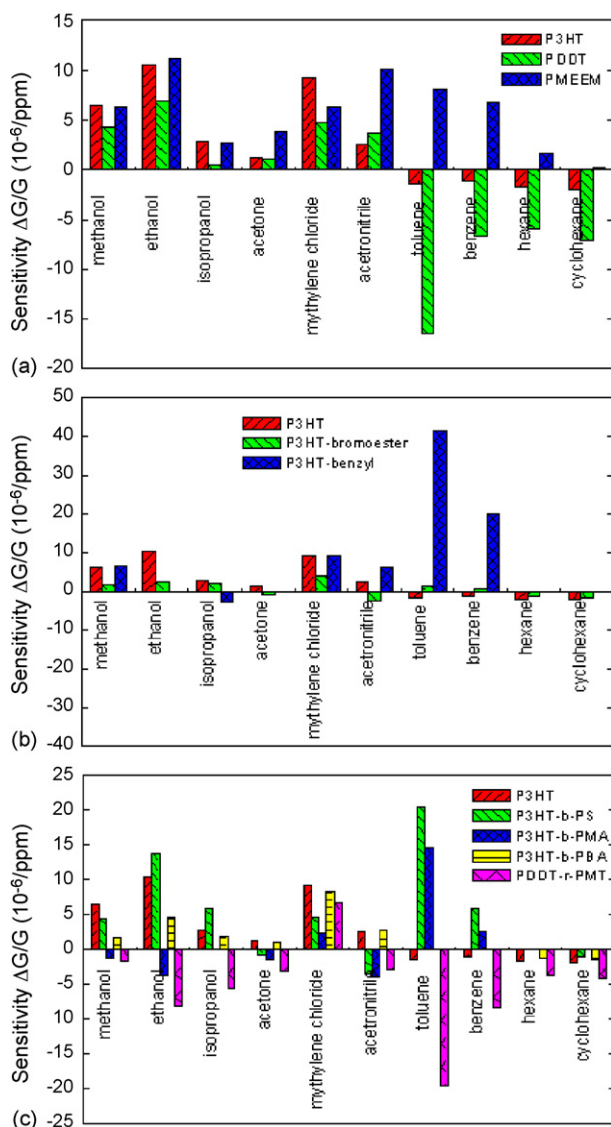 15
10
5
0
-5
-10
-15
-20
Sensitivity ΔG/G (10⁻⁶/ppm)
P3HT
PDDT
PMEEM
methanol
ethanol
isopropanol
acetone
mythylene chloride
acetronitrile
toluene
benzene
hexane
cyclohexane
(a)
50
40
30
20
10
0
-10
-20
-30
-40
Sensitivity ΔG/G (10⁻⁶/ppm)
P3HT
P3HT-bromoester
P3HT-benzyl
methanol
ethanol
isopropanol
acetone
mythylene chloride
acetronitrile
toluene
benzene
hexane
cyclohexane
(b)
25
20
15
10
5
0
-5
-10
-15
-20
-25
Sensitivity ΔG/G (10⁻⁶/ppm)
P3HT
P3HT-b-PS
P3HT-b-PMA
P3HT-b-PBA
PDDT-r-PMT
methanol
ethanol
isopropanol
acetone
mythylene chloride
acetronitrile
toluene
benzene
hexane
cyclohexane
(c)